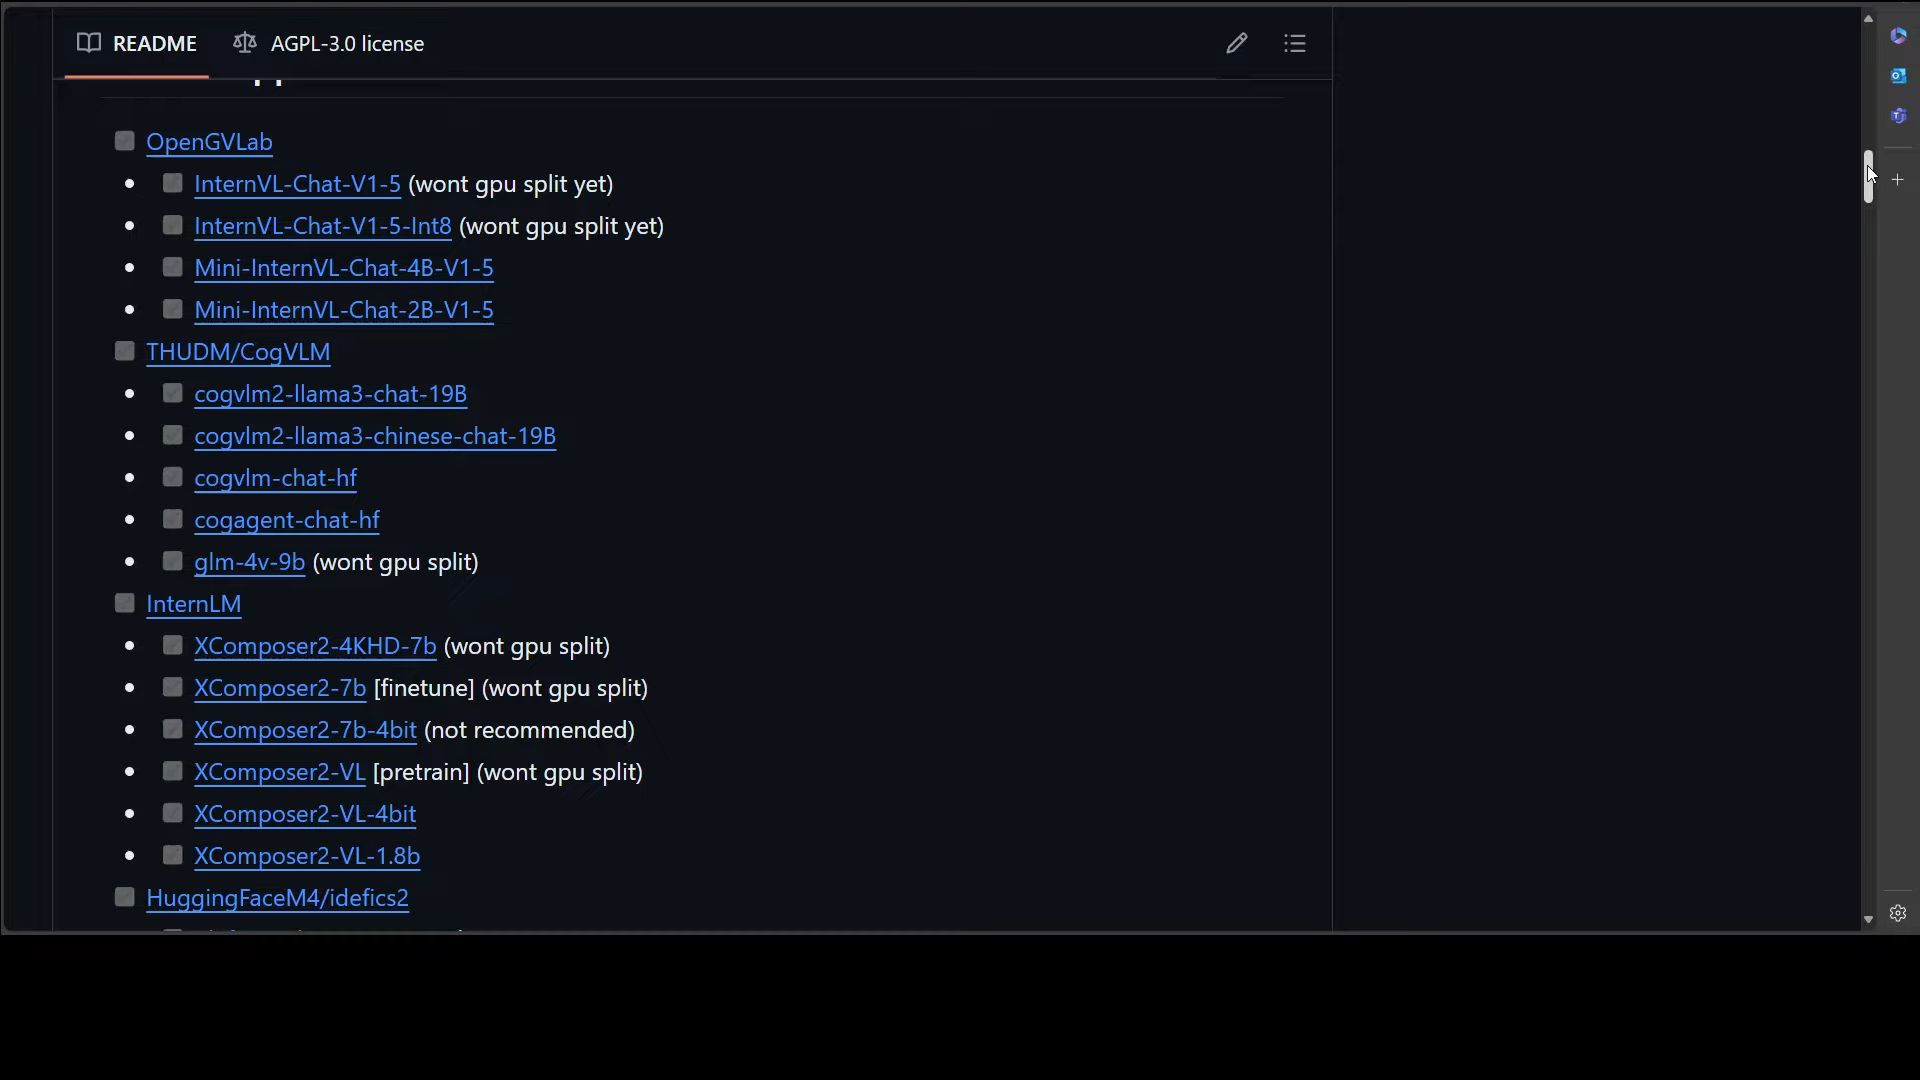 README
AGPL-3.0 license
OpenGVLab
InternVL-Chat-V1-5 (wont gpu split yet)
InternVL-Chat-V1-5-Int8 (wont gpu split yet)
Mini-InternVL-Chat-4B-V1-5
Mini-InternVL-Chat-2B-V1-5
THUDM/CogVLM
cogvlm2-llama3-chat-19B
cogvlm2-llama3-chinese-chat-19B
cogvlm-chat-hf
cogagent-chat-hf
glm-4v-9b (wont gpu split)
InternLM
XComposer2-4KHD-7b (wont gpu split)
XComposer2-7b [finetune] (wont gpu split)
XComposer2-7b-4bit (not recommended)
XComposer2-VL [pretrain] (wont gpu split)
XComposer2-VL-4bit
XComposer2-VL-1.8b
HuggingFaceM4/idefics2